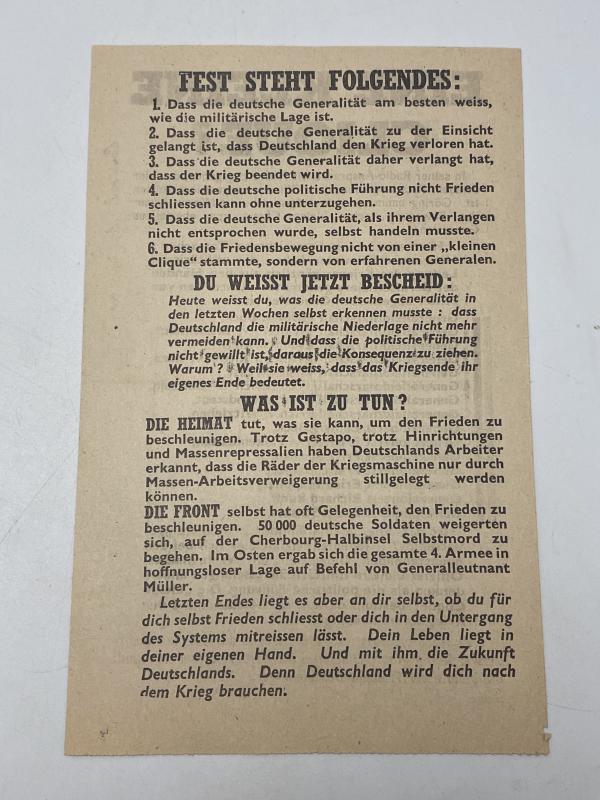 FEST STEHT FOLGENDES:
1. Dass die deutsche Generalität am besten weiss,
wie die militärische Lage ist.
2. Dass die deutsche Generalität zu der Einsicht
gelangt ist, dass Deutschland den Krieg verloren hat.
3. Dass die deutsche Generalität daher verlangt hat,
dass der Krieg beendet wird.
4. Dass die deutsche politische Führung nicht Frieden
schliessen kann ohne unterzugehen.
5. Dass die deutsche Generalität, als ihrem Verlangen
nicht entsprochen wurde, selbst handeln musste.
6. Dass die Friedensbewegung nicht von einer „kleinen
Clique“ stammte, sondern von erfahrenen Generalen.
DU WEISST JETZT BESCHEID:
Heute weisst du, was die deutsche Generalität in
den letzten Wochen selbst erkennen musste : dass
Deutschland die militärische Niederlage nicht mehr
vermeiden kann. Und dass die politische Führung
nicht gewillt ist, daraus die Konsequenz zu ziehen.
Warum ? Weil sie weiss, dass das Kriegsende ihr
eigenes Ende bedeutet.
WAS IST ZU TUN?
DIE HEIMAT tut, was sie kann, um den Frieden zu
beschleunigen. Trotz Gestapo, trotz Hinrichtungen
und Massenrepressalien haben Deutschlands Arbeiter
erkannt, dass die Räder der Kriegsmaschine nur durch
Massen-Arbeitsverweigerung stillgelegt werden
können.
DIE FRONT selbst hat oft Gelegenheit, den Frieden zu
beschleunigen. 50 000 deutsche Soldaten weigerten
sich, auf der Cherbourg-Halbinsel Selbstmord zu
begehen. Im Osten ergab sich die gesamte 4. Armee in
hoffnungsloser Lage auf Befehl von Generalleutnant
Müller.
Letzten Endes liegt es aber an dir selbst, ob du für
dich selbst Frieden schliesst oder dich in den Untergang
des Systems mitreissen lässt. Dein Leben liegt in
deiner eigenen Hand. Und mit ihm die Zukunft
Deutschlands. Denn Deutschland wird dich nach
dem Krieg brauchen.